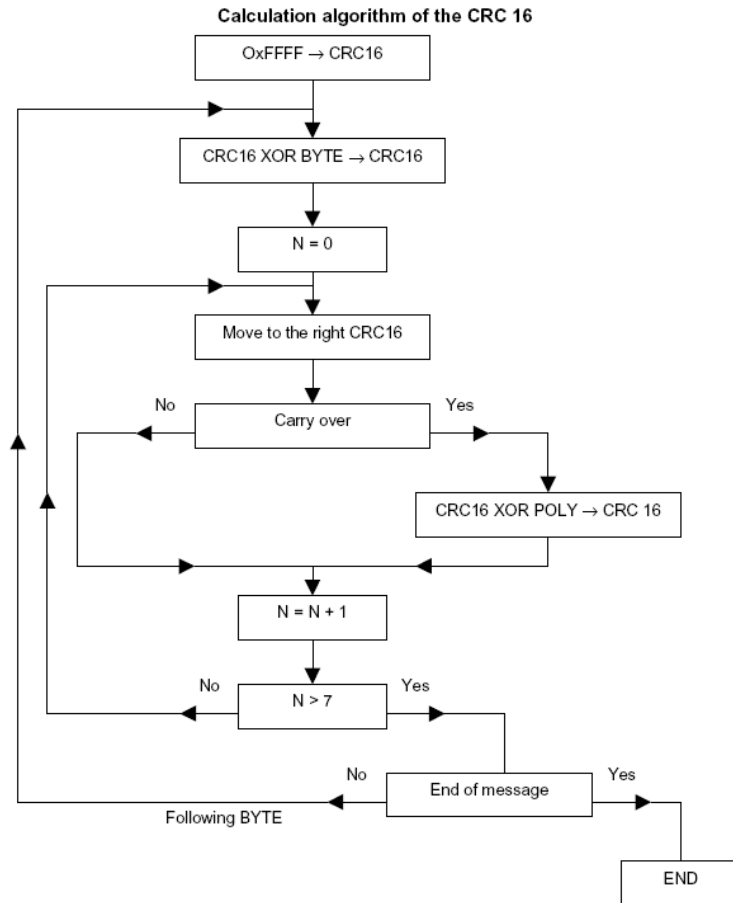 Calculation algorithm of the CRC 16
OxFFFF → CRC16
CRC16 XOR BYTE → CRC16
N = 0
Move to the right CRC16
No
Carry over
Yes
CRC16 XOR POLY → CRC 16
N = N + 1
No
N > 7
Yes
No
End of message
Yes
Following BYTE
END